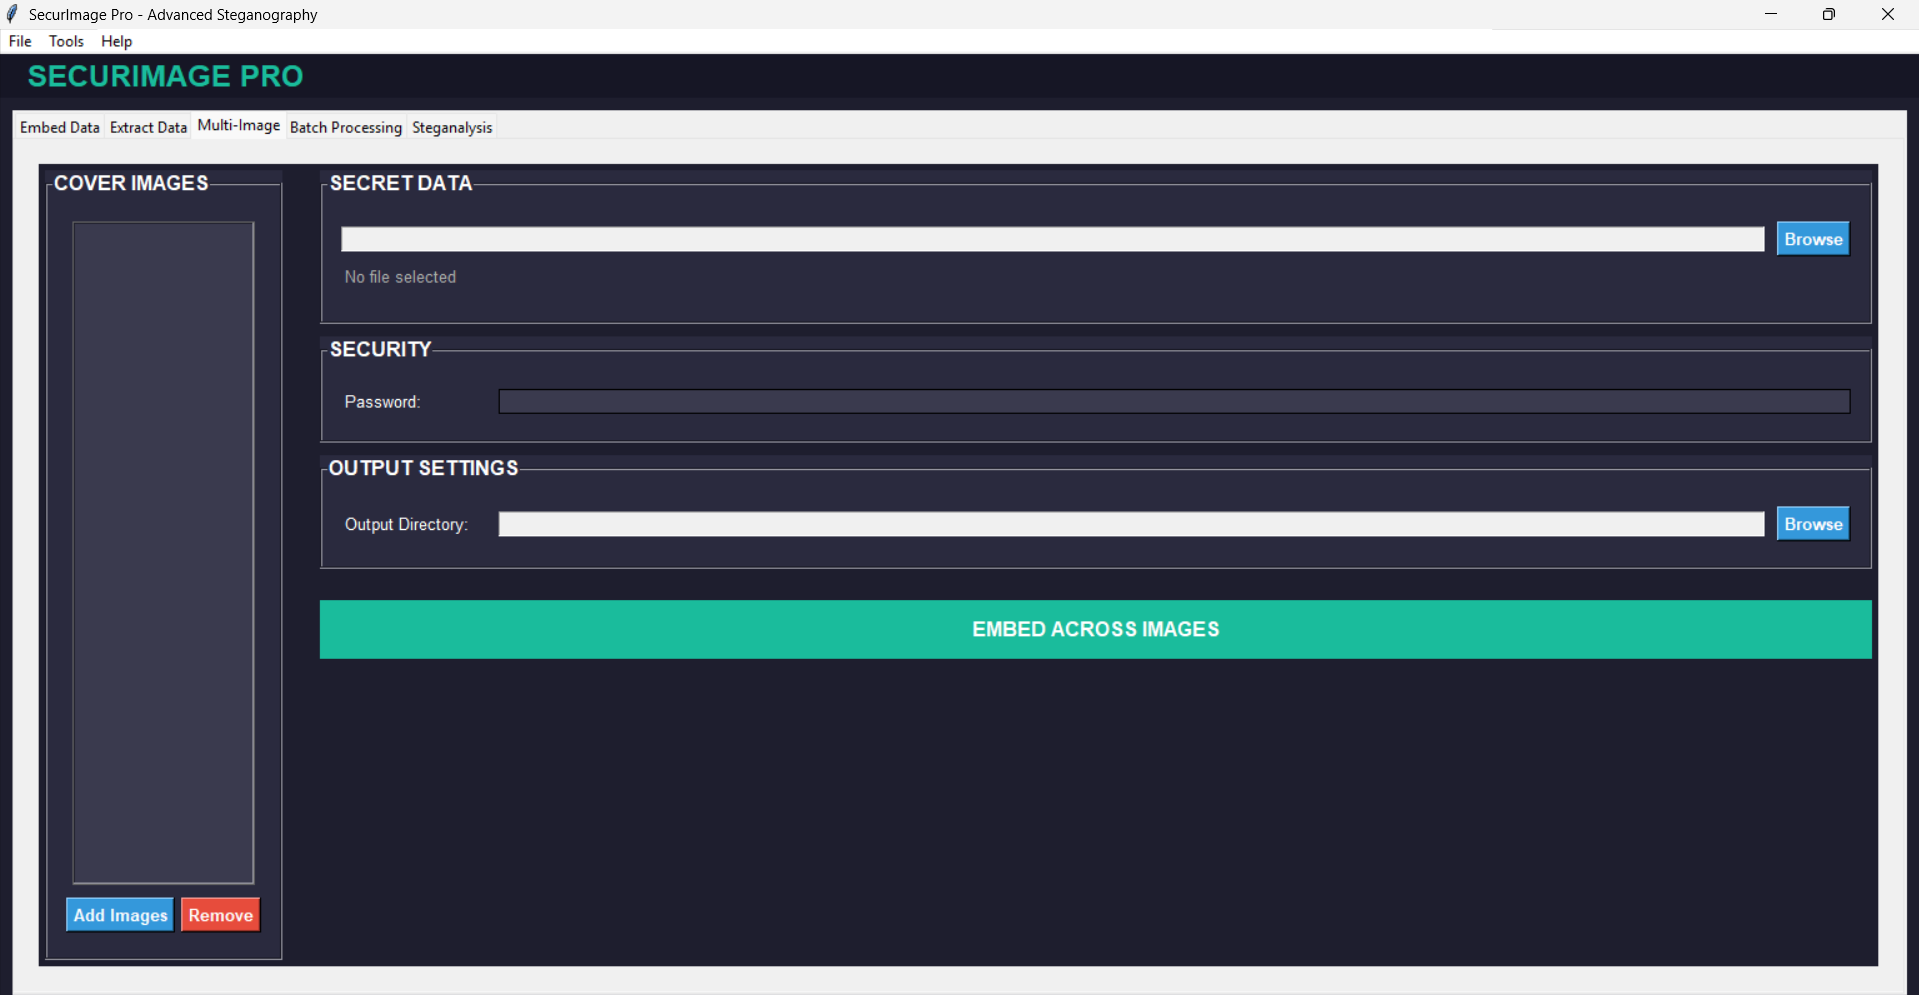 SecurImage Pro - Advanced Steganography
File Tools Help
SECURIMAGE PRO
Embed Data Extract Data Multi-Image Batch Processing Steganalysis
COVER IMAGES
Add Images Remove
SECRET DATA
Browse
No file selected
SECURITY
Password:
OUTPUT SETTINGS
Output Directory: Browse
EMBED ACROSS IMAGES